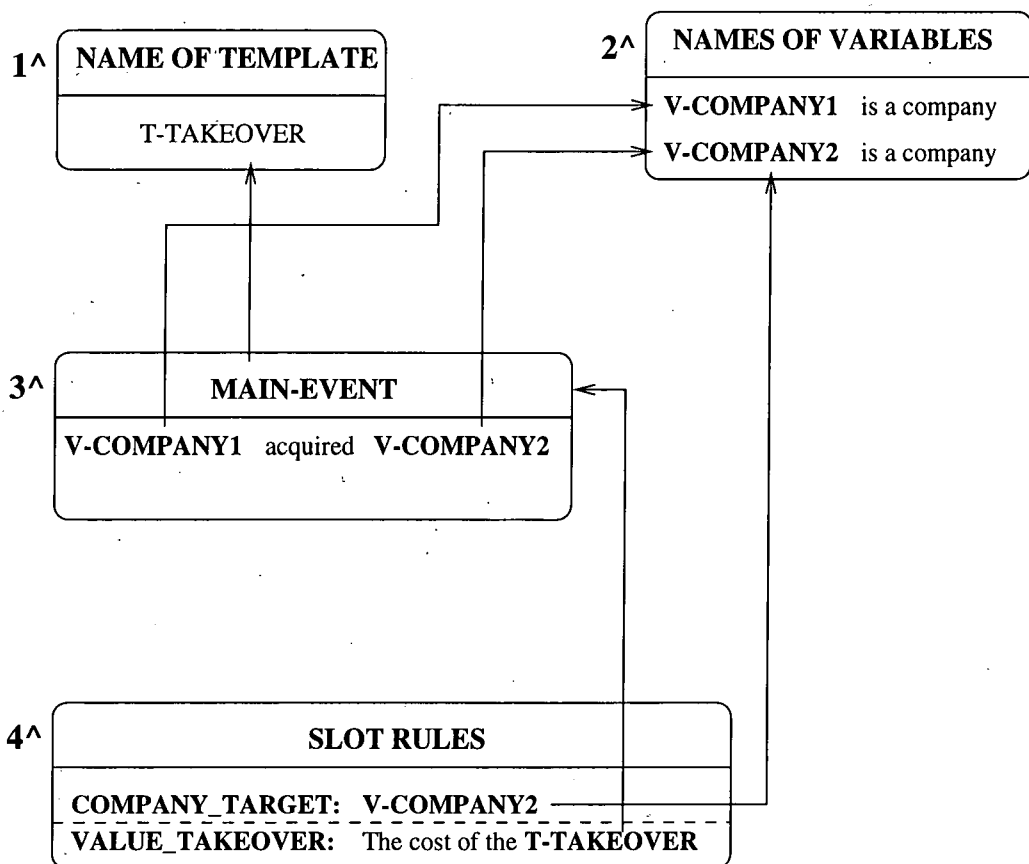 1^ NAME OF TEMPLATE
T-TAKEOVER
2^ NAMES OF VARIABLES
V-COMPANY1 is a company
V-COMPANY2 is a company
3^ MAIN-EVENT
V-COMPANY1 acquired V-COMPANY2
4^ SLOT RULES
COMPANY_TARGET: V-COMPANY2
VALUE_TAKEOVER: The cost of the T-TAKEOVER